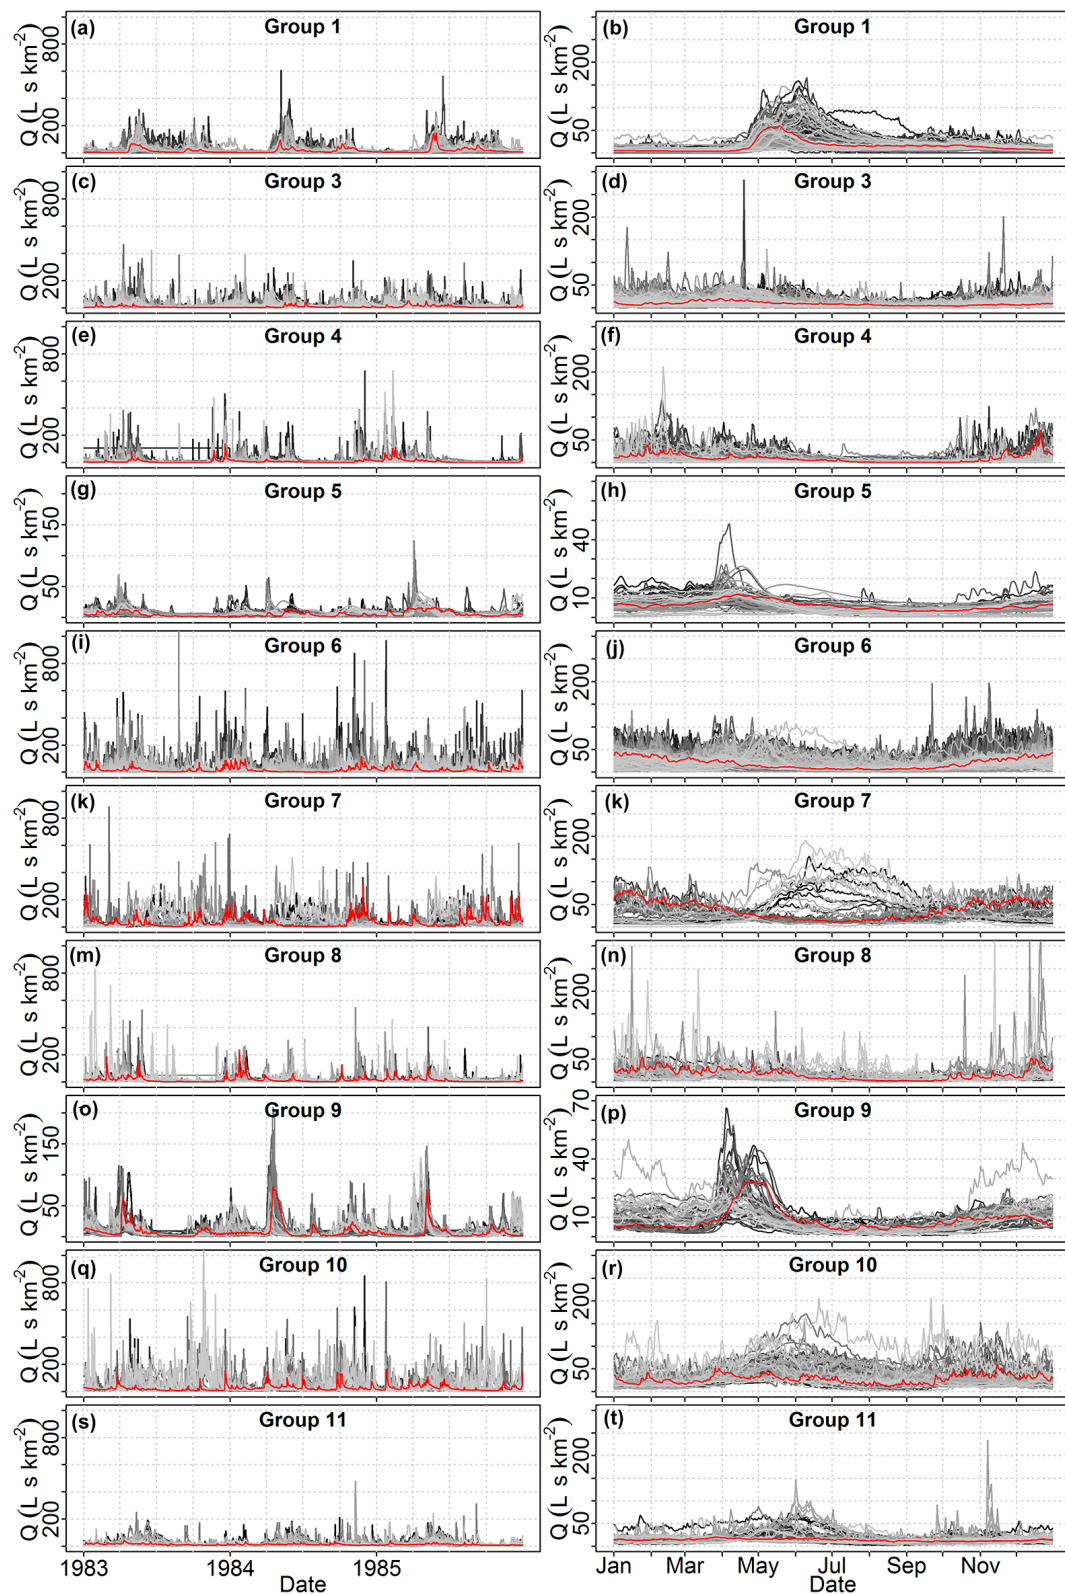 (a) Group 1
Q (L s km⁻²)
200 800
(b) Group 1
Q (L s km⁻²)
50 200
(c) Group 3
Q (L s km⁻²)
200 800
(d) Group 3
Q (L s km⁻²)
50 200
(e) Group 4
Q (L s km⁻²)
200 800
(f) Group 4
Q (L s km⁻²)
50 200
(g) Group 5
Q (L s km⁻²)
50 150
(h) Group 5
Q (L s km⁻²)
10 40
(i) Group 6
Q (L s km⁻²)
200 800
(j) Group 6
Q (L s km⁻²)
50 200
(k) Group 7
Q (L s km⁻²)
200 800
(k) Group 7
Q (L s km⁻²)
50 200
(m) Group 8
Q (L s km⁻²)
200 800
(n) Group 8
Q (L s km⁻²)
50 200
(o) Group 9
Q (L s km⁻²)
50 150
(p) Group 9
Q (L s km⁻²)
10 40 70
(q) Group 10
Q (L s km⁻²)
200 800
(r) Group 10
Q (L s km⁻²)
50 200
(s) Group 11
Q (L s km⁻²)
200 800
1983 1984 1985
Date
(t) Group 11
Q (L s km⁻²)
50 200
Jan Mar May Jul Sep Nov
Date